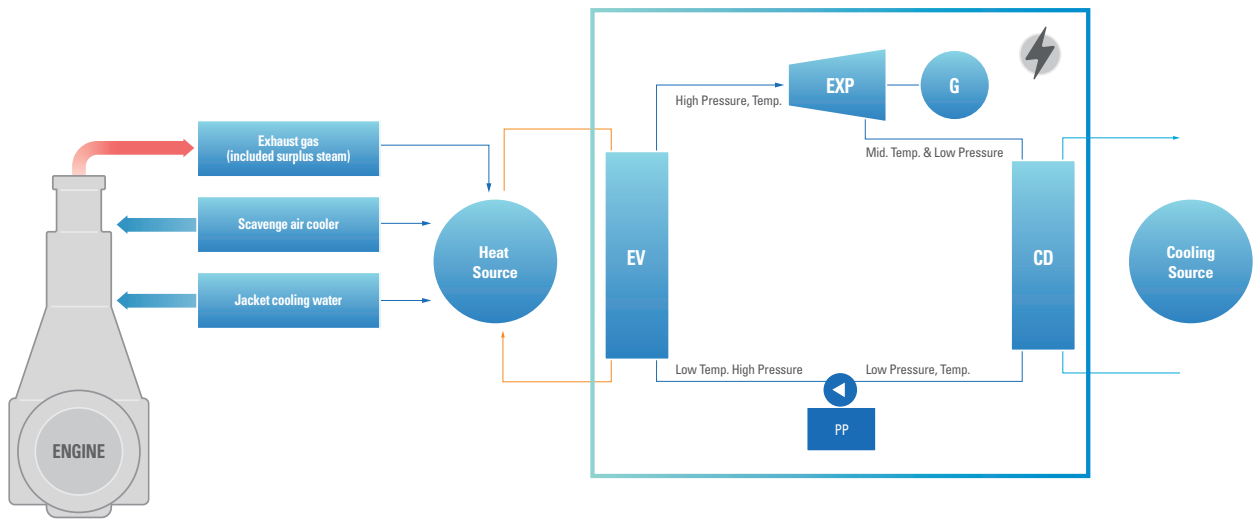 EXP
G
High Pressure, Temp.
Exhaust gas
(included surplus steam)
Mid. Temp. & Low Pressure
Scavenge air cooler
Heat
Source
EV
CD
Cooling
Source
Jacket cooling water
Low Temp. High Pressure
Low Pressure, Temp.
PP
ENGINE